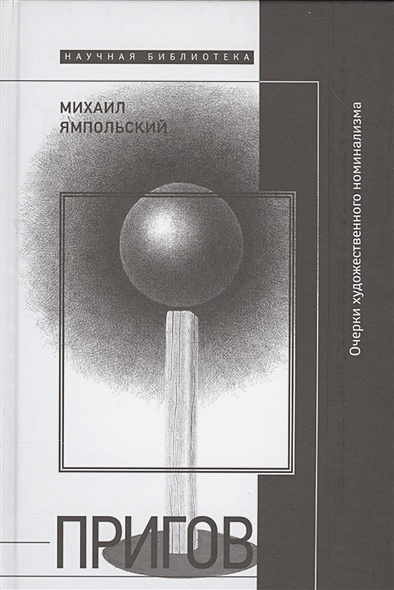 НАУЧНАЯ БИБЛИОТЕКА
МИХАИЛ
ЯМПОЛЬСКИЙ
Очерки художественного номинализма
ПРИГОВ